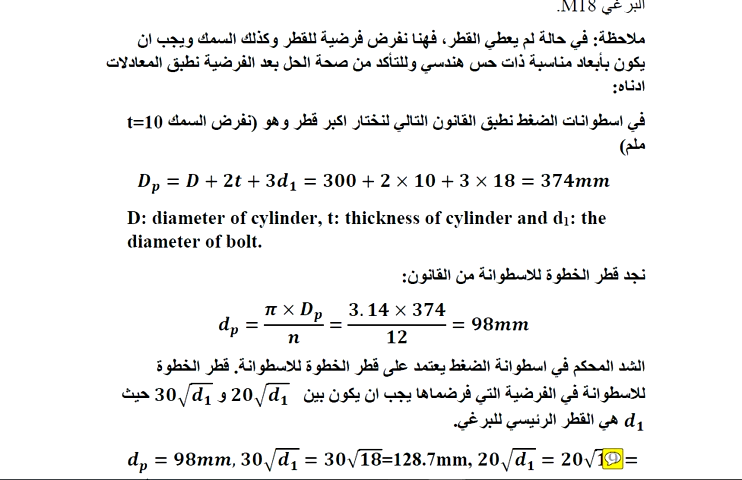 البرغي M18.
ملاحظة: في حالة لم يعطي القطر، فهنا نفرض فرضية للقطر وكذلك السمك ويجب ان
يكون بأبعاد مناسبة ذات حس هندسي وللتأكد من صحة الحل بعد الفرضية نطبق المعادلات
ادناه:
في اسطوانات الضغط نطبق القانون التالي لنختار اكبر قطر وهو (نفرض السمك t=10
ملم)
Dₚ = D + 2t + 3d₁ = 300 + 2 × 10 + 3 × 18 = 374mm
D: diameter of cylinder, t: thickness of cylinder and d₁: the
diameter of bolt.
نجد قطر الخطوة للاسطوانة من القانون:
dₚ = (π × Dₚ)/n = (3.14 × 374)/12 = 98mm
الشد المحكم في اسطوانة الضغط يعتمد على قطر الخطوة للاسطوانة. قطر الخطوة
للاسطوانة في الفرضية التي فرضماها يجب ان يكون بين 20√d₁ و 30√d₁ حيث
d₁ هي القطر الرئيسي للبرغي.
dₚ = 98mm, 30√d₁ = 30√18=128.7mm, 20√d₁ = 20√ =